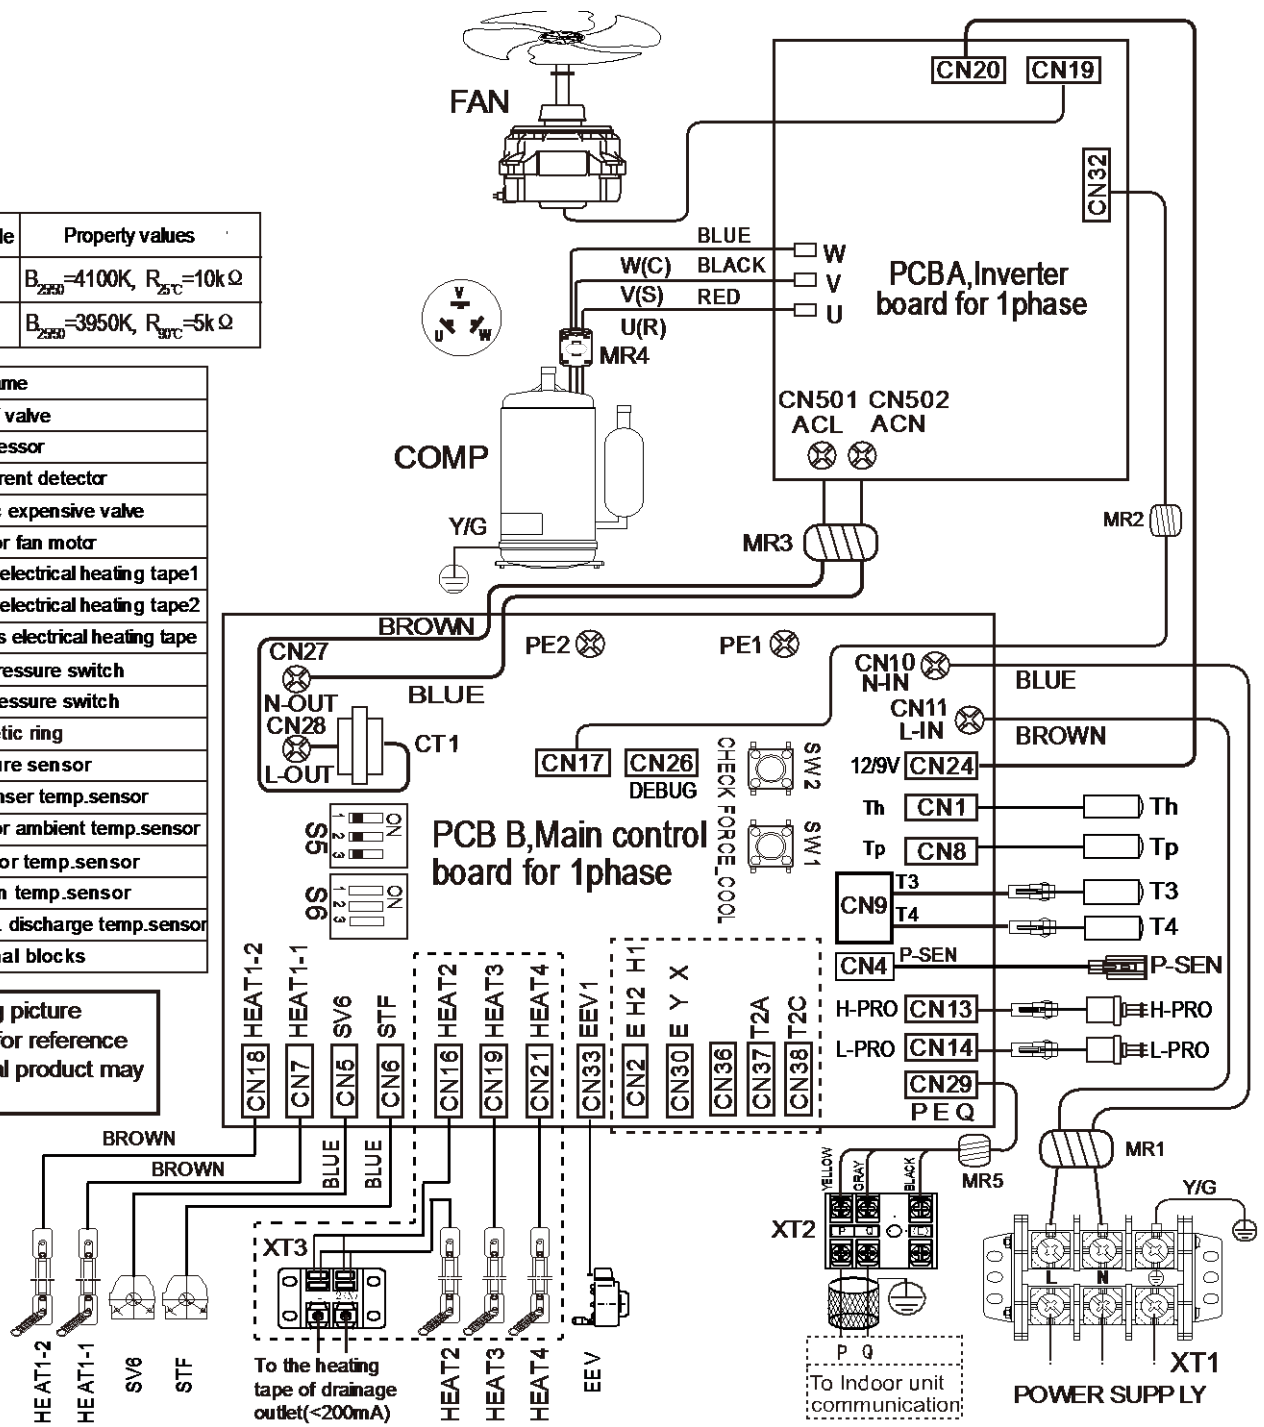 CN20
CN19
FAN
CN32
le
Property values
BLUE
W
W(C)
BLACK
V
V(S)
RED
U
U(R)
PCBA,Inverter
board for 1phase
B25/50=4100K, R25℃=10kΩ
B25/50=3950K, R90℃=5kΩ
V
U
W
MR4
ame
valve
essor
rent detector
c expensive valve
or fan motor
electrical heating tape1
electrical heating tape2
s electrical heating tape
ressure switch
essure switch
etic ring
ure sensor
nser temp.sensor
or ambient temp.sensor
or temp.sensor
n temp.sensor
. discharge temp.sensor
nal blocks
CN501
CN502
ACL
ACN
COMP
Y/G
MR3
MR2
BROWN
CN27
N-OUT
BLUE
CN28
L-OUT
CT1
PE2
PE1
CN10
N-IN
BLUE
CN11
L-IN
BROWN
CN17
CN26
DEBUG
CHECK
SW2
FORCE_COOL
SW1
12/9V
CN24
Th
CN1
Th
Tp
CN8
Tp
S5
1 2 3
ON
S6
1 2 3
ON
PCB B,Main control
board for 1phase
CN9
T3
T3
T4
T4
CN4
P-SEN
P-SEN
H-PRO
CN13
H-PRO
L-PRO
CN14
L-PRO
CN29
P E Q
HEAT1-2
HEAT1-1
SV6
STF
HEAT2
HEAT3
HEAT4
EEV1
E H2 H1
E Y X
T2A
T2C
CN18
CN7
CN5
CN6
CN16
CN19
CN21
CN33
CN2
CN30
CN36
CN37
CN38
g picture
for reference
al product may
BROWN
BROWN
BLUE
BLUE
YELLOW
GRAY
BLACK
MR5
MR1
Y/G
XT3
XT2
P
Q
L
N
XT1
POWER SUPPLY
HEAT1-2
HEAT1-1
SV6
STF
To the heating
tape of drainage
outlet(<200mA)
HEAT2
HEAT3
HEAT4
EEV
P Q
To Indoor unit
communication